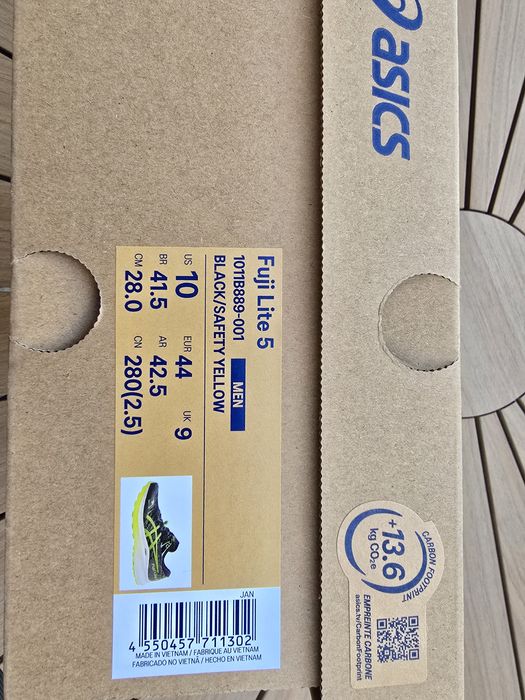 asics
Fuji Lite 5
1011B889-001 MEN
BLACK/SAFETY YELLOW
US 10 EUR 44 UK 9
BR 41.5 AR 42.5
CM 28.0 CN 280(2.5)
JAN
4 550457 711302
MADE IN VIETNAM / FABRIQUE AU VIETNAM
FABRICADO NO VIETNÃ / HECHO EN VIETNAM
CARBON FOOTPRINT
+13.6
kg CO₂e
EMPREINTE CARBONE
asics.tv/CarbonFootprint